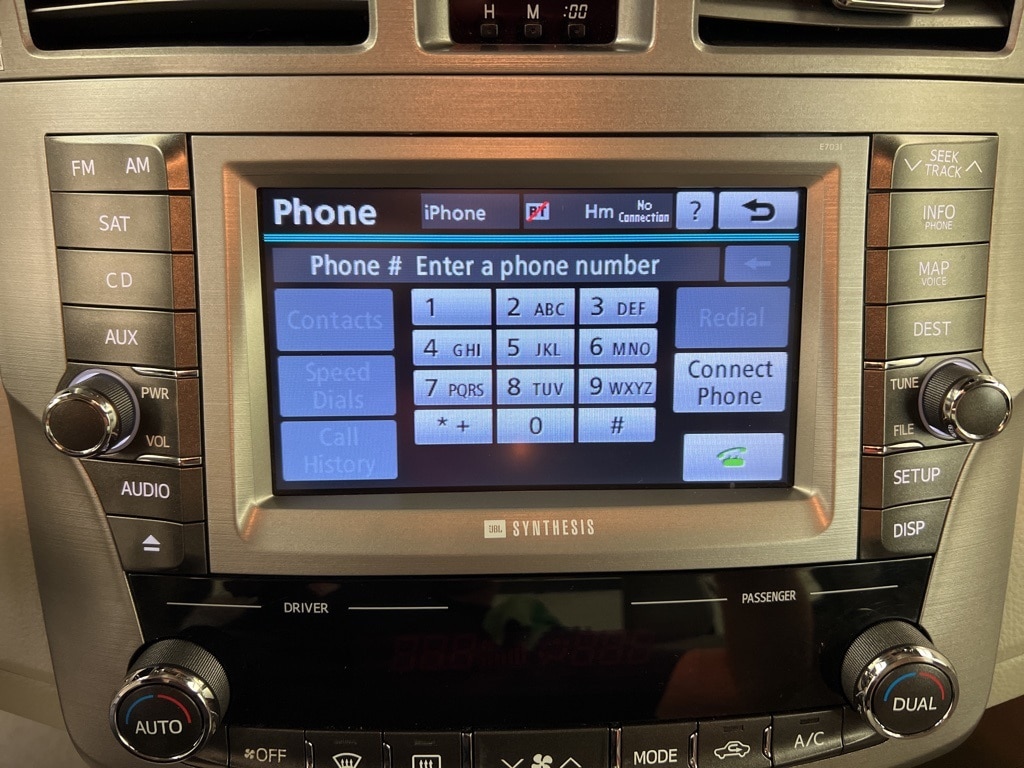 H M :00
E7031
FM AM
SAT
CD
AUX
PWR
VOL
AUDIO
Phone iPhone BT Hm No Connection ?
Phone # Enter a phone number
Contacts
Speed Dials
Call History
1 2 ABC 3 DEF
4 GHI 5 JKL 6 MNO
7 PQRS 8 TUV 9 WXYZ
* + 0 #
Redial
Connect Phone
SEEK
TRACK
INFO
PHONE
MAP
VOICE
DEST
TUNE
FILE
SETUP
DISP
JBL SYNTHESIS
DRIVER PASSENGER
AUTO DUAL
OFF MODE A/C